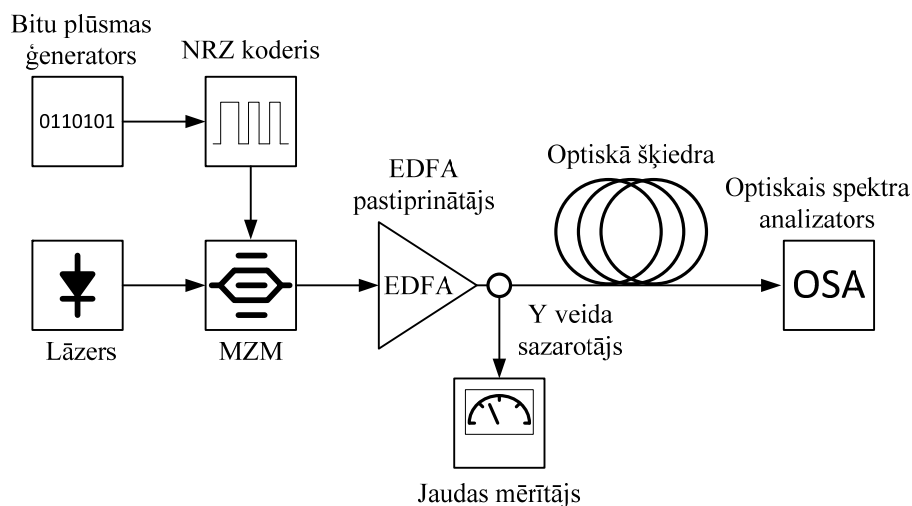 Bitu plūsmas
ģenerators
NRZ koderis
0110101
EDFA
pastiprinātājs
Optiskā šķiedra
Optiskais spektra
analizators
EDFA
OSA
Lāzers
MZM
Y veida
sazarotājs
Jaudas mērītājs